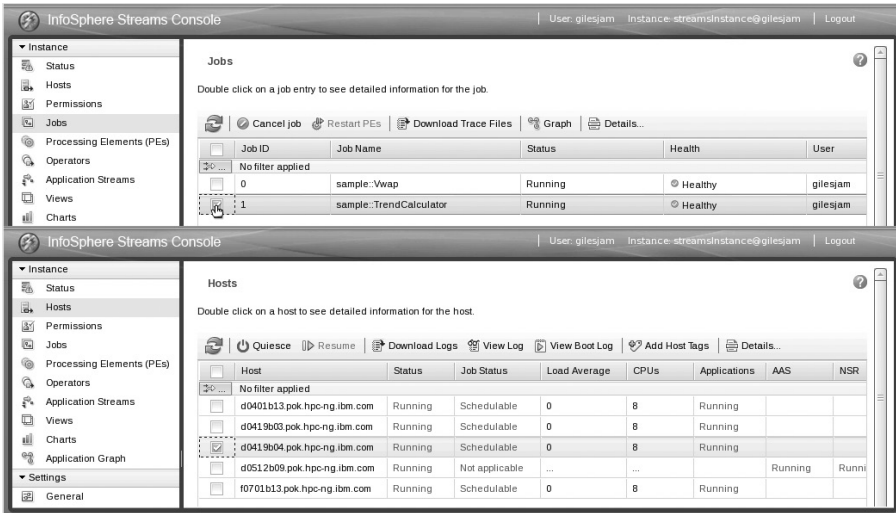 InfoSphere Streams Console User: gilesjam Instance: streamsInstance@gilesjam Logout
Instance
Status
Hosts
Permissions
Jobs
Processing Elements (PEs)
Operators
Application Streams
Views
Charts
Jobs
Double click on a job entry to see detailed information for the job.
Cancel job Restart PEs Download Trace Files Graph Details...
Job ID Job Name Status Health User
... No filter applied
0 sample::Vwap Running Healthy gilesjam
1 sample::TrendCalculator Running Healthy gilesjam
InfoSphere Streams Console User: gilesjam Instance: streamsInstance@gilesjam Logout
Instance
Status
Hosts
Permissions
Jobs
Processing Elements (PEs)
Operators
Application Streams
Views
Charts
Application Graph
Settings
General
Hosts
Double click on a host to see detailed information for the host.
Quiesce Resume Download Logs View Log View Boot Log Add Host Tags Details...
Host Status Job Status Load Average CPUs Applications AAS NSR
... No filter applied
d0401b13.pok.hpc-ng.ibm.com Running Schedulable 0 8 Running
d0419b03.pok.hpc-ng.ibm.com Running Schedulable 0 8 Running
d0419b04.pok.hpc-ng.ibm.com Running Schedulable 0 8 Running
d0512b09.pok.hpc-ng.ibm.com Running Not applicable ... ... Running Runni
f0701b13.pok.hpc-ng.ibm.com Running Schedulable 0 8 Running